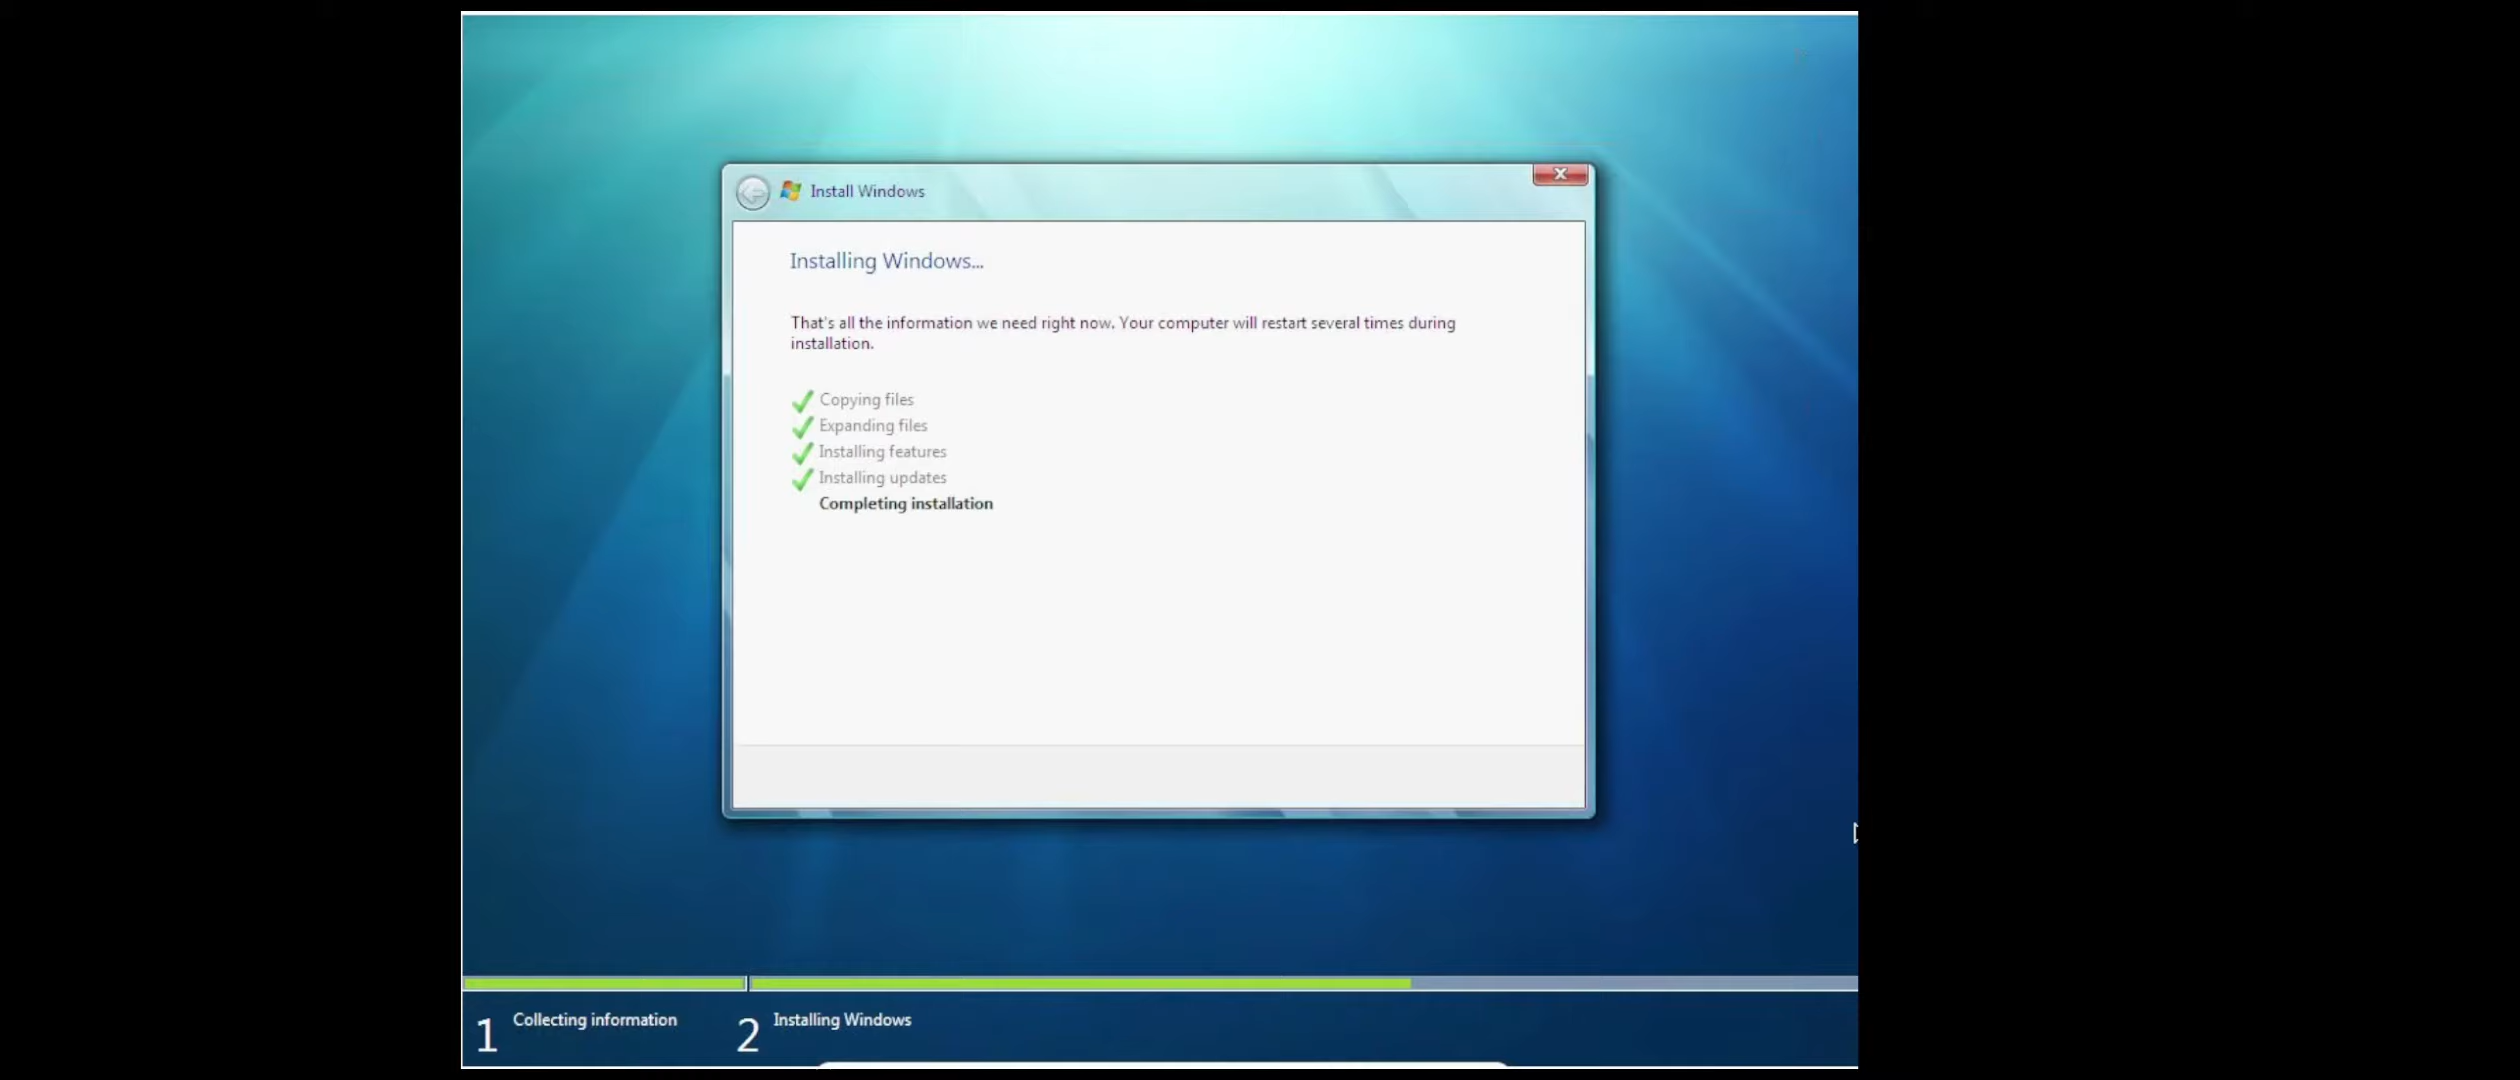 Install Windows
Installing Windows...
That's all the information we need right now. Your computer will restart several times during
installation.
Copying files
Expanding files
Installing features
Installing updates
Completing installation
1 Collecting information
2 Installing Windows